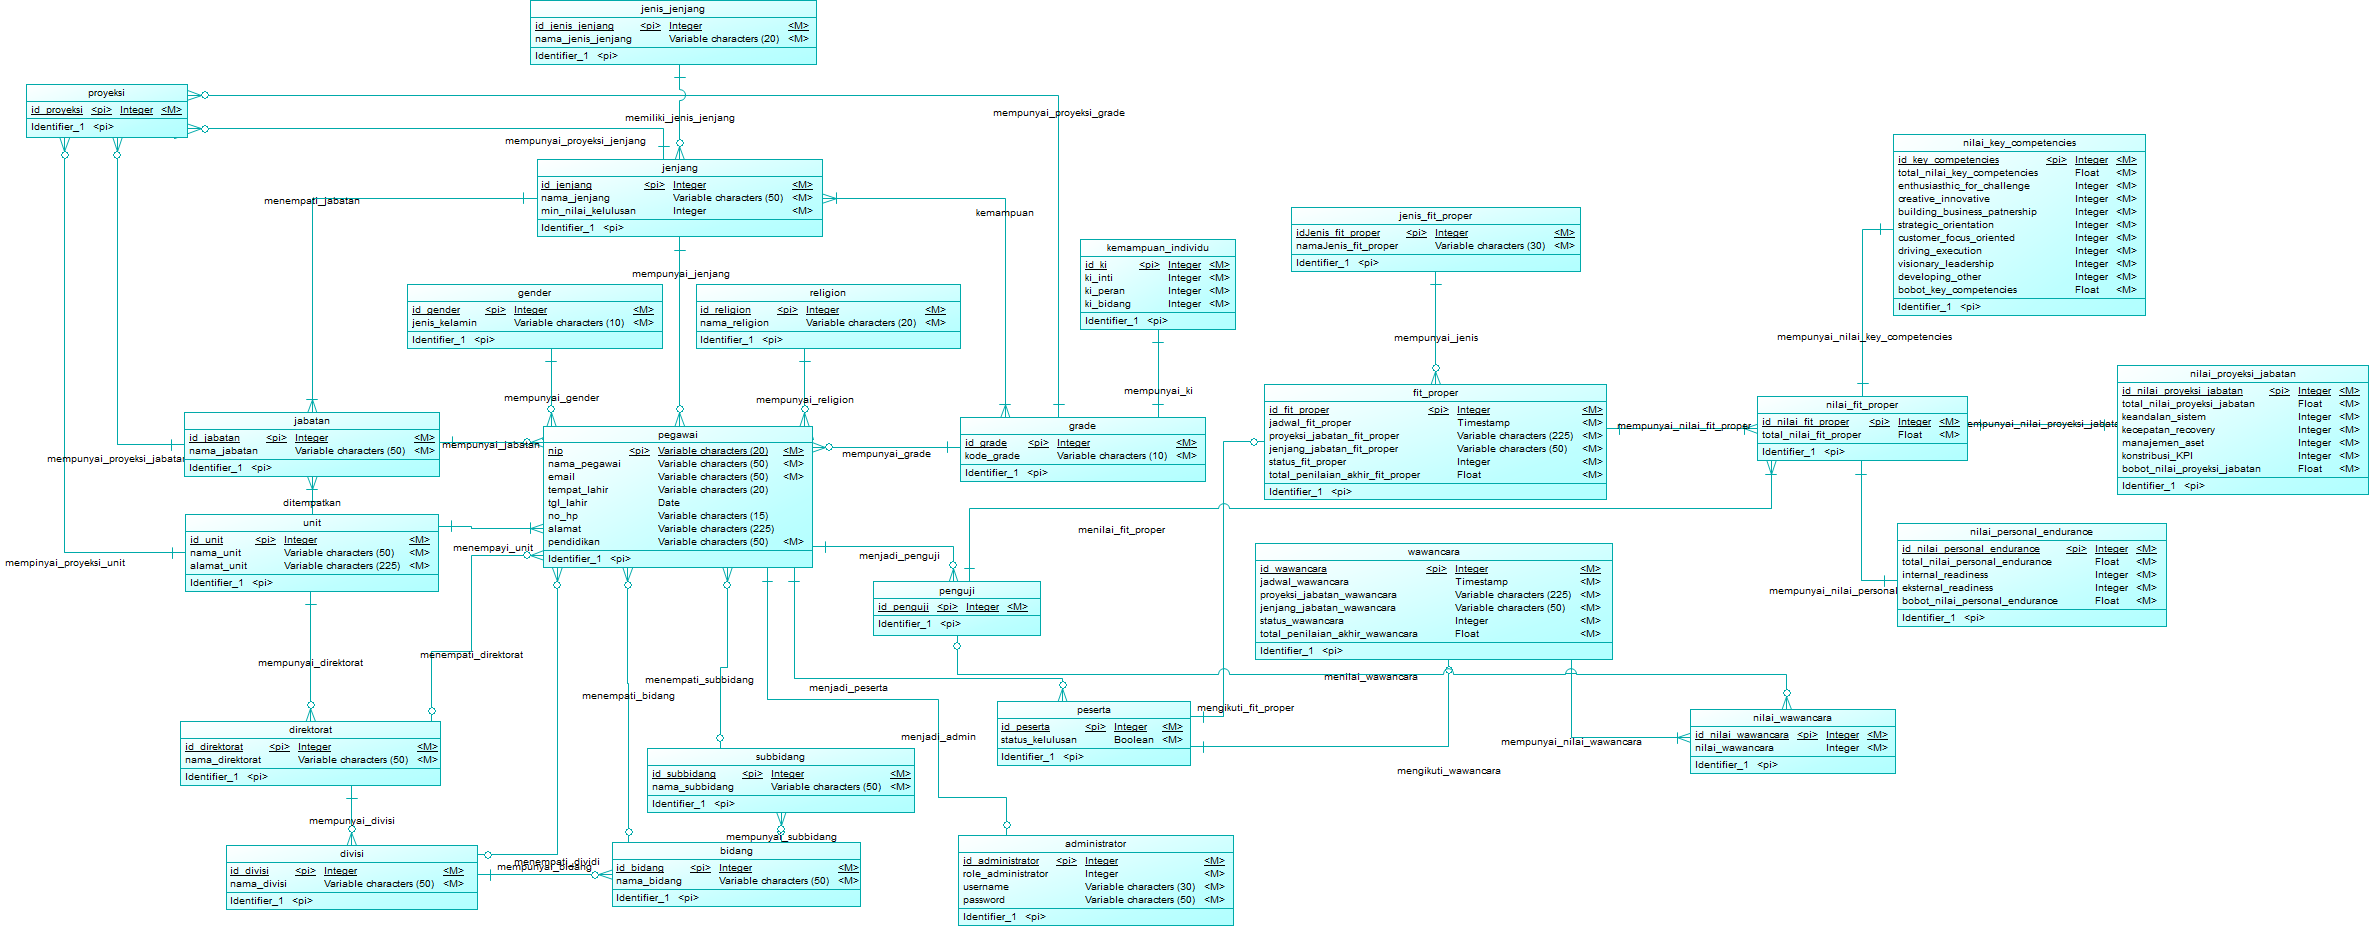 jenis_jenjang
id_jenis_jenjang <pi> Integer <M>
nama_jenis_jenjang Variable characters (20) <M>
Identifier_1 <pi>
proyeksi
id_proyeksi <pi> Integer <M>
Identifier_1 <pi>
mempunyai_proyeksi_grade
memiliki_jenis_jenjang
mempunyai_proyeksi_jenjang
jenjang
id_jenjang <pi> Integer <M>
nama_jenjang Variable characters (50) <M>
min_nilai_kelulusan Integer <M>
Identifier_1 <pi>
menempati_jabatan
kemampuan
mempunyai_jenjang
nilai_key_competencies
id_key_competencies <pi> Integer <M>
total_nilai_key_competencies Float <M>
enthusiasthic_for_challenge Integer <M>
creative_innovative Integer <M>
building_business_patnership Integer <M>
strategic_orientation Integer <M>
customer_focus_oriented Integer <M>
driving_execution Integer <M>
visionary_leadership Integer <M>
developing_other Integer <M>
bobot_key_competencies Float <M>
Identifier_1 <pi>
jenis_fit_proper
idJenis_fit_proper <pi> Integer <M>
namaJenis_fit_proper Variable characters (30) <M>
Identifier_1 <pi>
kemampuan_individu
id_ki <pi> Integer <M>
ki_inti Integer <M>
ki_peran Integer <M>
ki_bidang Integer <M>
Identifier_1 <pi>
gender
id_gender <pi> Integer <M>
jenis_kelamin Variable characters (10) <M>
Identifier_1 <pi>
religion
id_religion <pi> Integer <M>
nama_religion Variable characters (20) <M>
Identifier_1 <pi>
mempunyai_jenis
mempunyai_nilai_key_competencies
mempunyai_gender
mempunyai_religion
mempunyai_ki
nilai_proyeksi_jabatan
id_nilai_proyeksi_jabatan <pi> Integer <M>
total_nilai_proyeksi_jabatan Float <M>
keandalan_sistem Integer <M>
kecepatan_recovery Integer <M>
manajemen_aset Integer <M>
konstribusi_KPI Integer <M>
bobot_nilai_proyeksi_jabatan Float <M>
Identifier_1 <pi>
fit_proper
id_fit_proper <pi> Integer <M>
jadwal_fit_proper Timestamp <M>
proyeksi_jabatan_fit_proper Variable characters (225) <M>
jenjang_jabatan_fit_proper Variable characters (50) <M>
status_fit_proper Integer <M>
total_penilaian_akhir_fit_proper Float <M>
Identifier_1 <pi>
nilai_fit_proper
id_nilai_fit_proper <pi> Integer <M>
total_nilai_fit_proper Float <M>
Identifier_1 <pi>
mempunyai_nilai_fit_proper
mempunyai_nilai_proyeksi_jabata
jabatan
id_jabatan <pi> Integer <M>
nama_jabatan Variable characters (50) <M>
Identifier_1 <pi>
mempunyai_jabatan
mempunyai_proyeksi_jabatan
pegawai
nip <pi> Variable characters (20) <M>
nama_pegawai Variable characters (50) <M>
email Variable characters (50) <M>
tempat_lahir Variable characters (20)
tgl_lahir Date
no_hp Variable characters (15)
alamat Variable characters (225)
pendidikan Variable characters (50) <M>
Identifier_1 <pi>
mempunyai_grade
grade
id_grade <pi> Integer <M>
kode_grade Variable characters (10) <M>
Identifier_1 <pi>
ditempatkan
unit
id_unit <pi> Integer <M>
nama_unit Variable characters (50) <M>
alamat_unit Variable characters (225) <M>
Identifier_1 <pi>
mempinyai_proyeksi_unit
menempayi_unit
menjadi_penguji
menilai_fit_proper
nilai_personal_endurance
id_nilai_personal_endurance <pi> Integer <M>
total_nilai_personal_endurance Float <M>
internal_readiness Integer <M>
eksternal_readiness Integer <M>
bobot_nilai_personal_endurance Float <M>
Identifier_1 <pi>
mempunyai_nilai_personal
wawancara
id_wawancara <pi> Integer <M>
jadwal_wawancara Timestamp <M>
proyeksi_jabatan_wawancara Variable characters (225) <M>
jenjang_jabatan_wawancara Variable characters (50) <M>
status_wawancara Integer <M>
total_penilaian_akhir_wawancara Float <M>
Identifier_1 <pi>
penguji
id_penguji <pi> Integer <M>
Identifier_1 <pi>
mempunyai_direktorat
menempati_direktorat
menempati_subbidang
menempati_bidang
menjadi_peserta
menilai_wawancara
mengikuti_fit_proper
direktorat
id_direktorat <pi> Integer <M>
nama_direktorat Variable characters (50) <M>
Identifier_1 <pi>
peserta
id_peserta <pi> Integer <M>
status_kelulusan Boolean <M>
Identifier_1 <pi>
nilai_wawancara
id_nilai_wawancara <pi> Integer <M>
nilai_wawancara Integer <M>
Identifier_1 <pi>
menjadi_admin
mempunyai_nilai_wawancara
mengikuti_wawancara
subbidang
id_subbidang <pi> Integer <M>
nama_subbidang Variable characters (50) <M>
Identifier_1 <pi>
mempunyai_divisi
mempunyai_subbidang
divisi
id_divisi <pi> Integer <M>
nama_divisi Variable characters (50) <M>
Identifier_1 <pi>
menempati_dividi
mempunyai_bidang
bidang
id_bidang <pi> Integer <M>
nama_bidang Variable characters (50) <M>
Identifier_1 <pi>
administrator
id_administrator <pi> Integer <M>
role_administrator Integer <M>
username Variable characters (30) <M>
password Variable characters (50) <M>
Identifier_1 <pi>